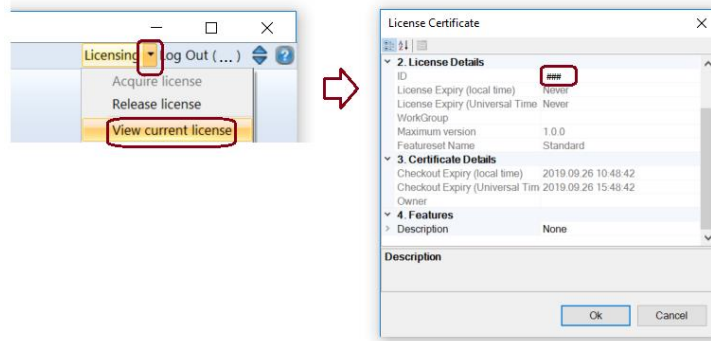 Licensing Log Out (...)
Acquire license
Release license
View current license
License Certificate
2. License Details
ID ###
License Expiry (local time) Never
License Expiry (Universal Time Never
WorkGroup
Maximum version 1.0.0
Featureset Name Standard
3. Certificate Details
Checkout Expiry (local time) 2019.09.26 10:48:42
Checkout Expiry (Universal Tim 2019.09.26 15:48:42
Owner
4. Features
Description None
Description
Ok Cancel